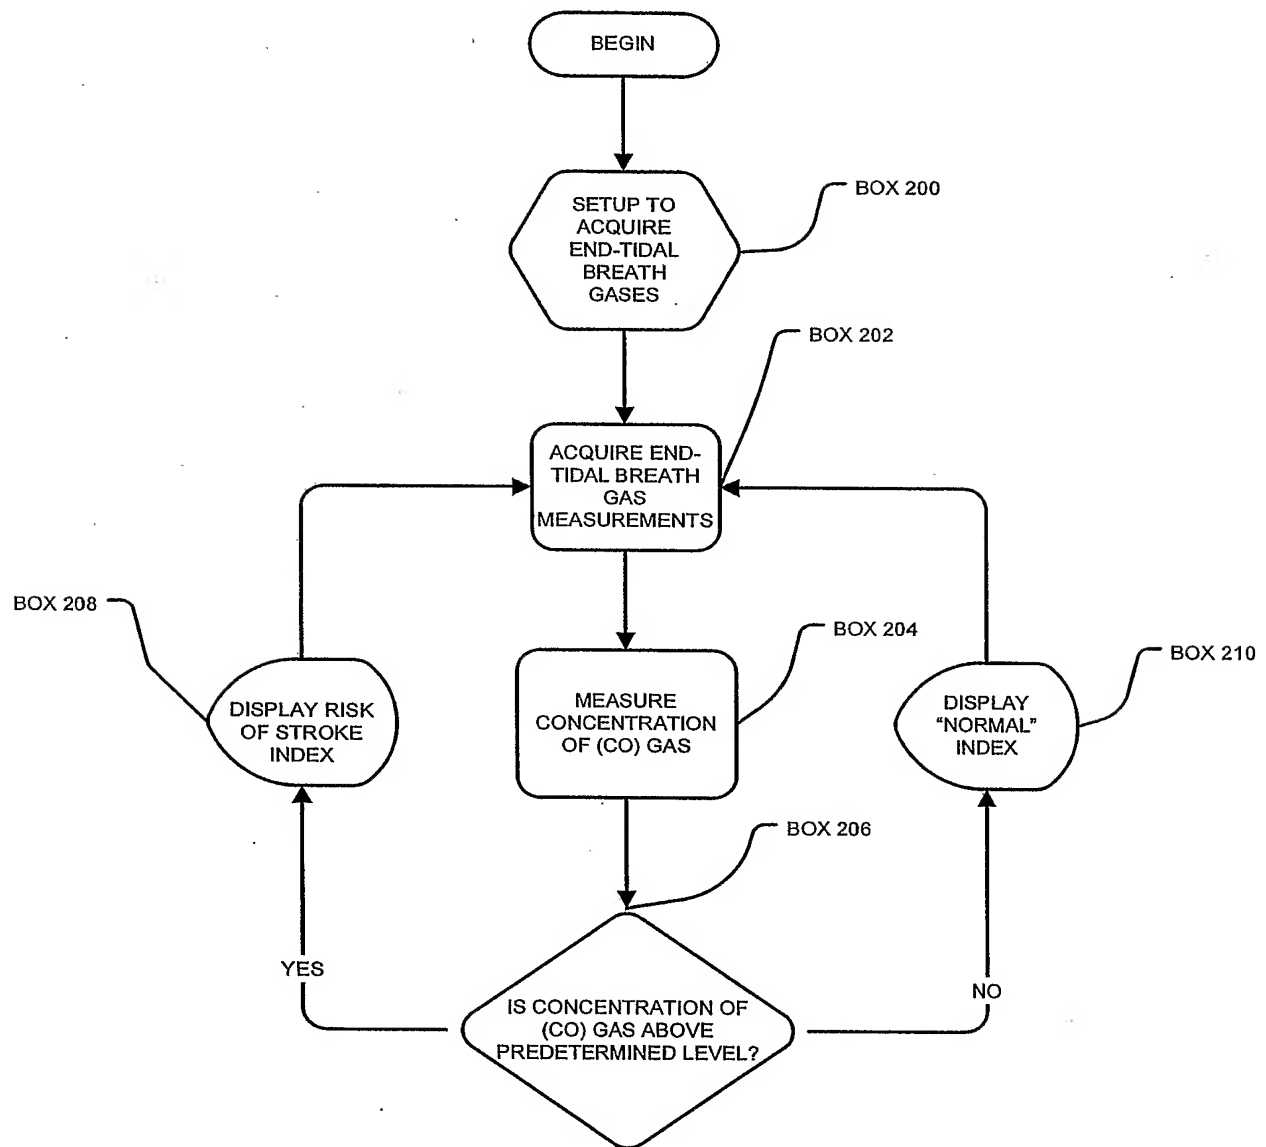 BEGIN
SETUP TO
ACQUIRE
END-TIDAL
BREATH
GASES
BOX 200
BOX 202
ACQUIRE END-
TIDAL BREATH
GAS
MEASUREMENTS
BOX 208
BOX 204
BOX 210
DISPLAY RISK
OF STROKE
INDEX
MEASURE
CONCENTRATION
OF (CO) GAS
DISPLAY
"NORMAL"
INDEX
BOX 206
YES
NO
IS CONCENTRATION OF
(CO) GAS ABOVE
PREDETERMINED LEVEL?